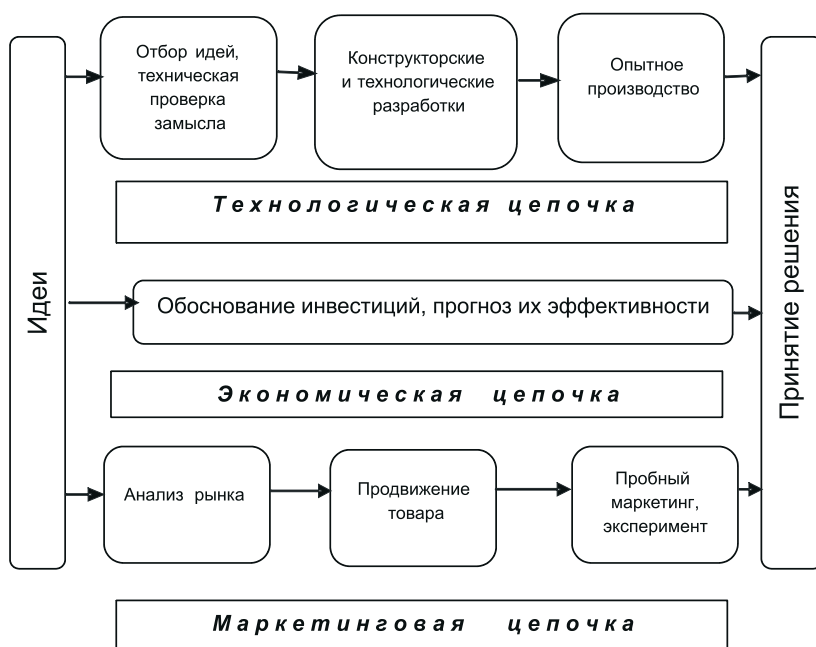 Идеи
Отбор идей,
техническая
проверка
замысла
Конструкторские
и технологические
разработки
Опытное
производство
Технологическая цепочка
Обоснование инвестиций, прогноз их эффективности
Экономическая цепочка
Анализ рынка
Продвижение
товара
Пробный
маркетинг,
эксперимент
Маркетинговая цепочка
Принятие решения